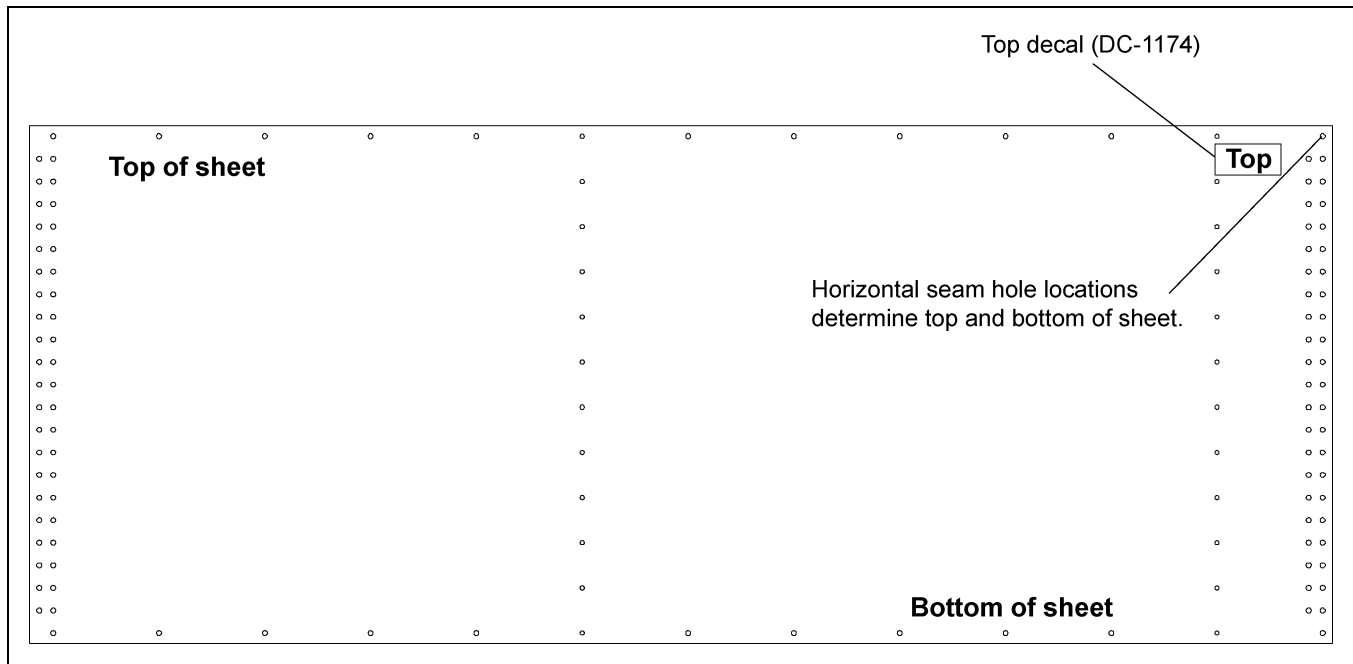 Top decal (DC-1174)
Top of sheet
Top
Horizontal seam hole locations
determine top and bottom of sheet.
Bottom of sheet